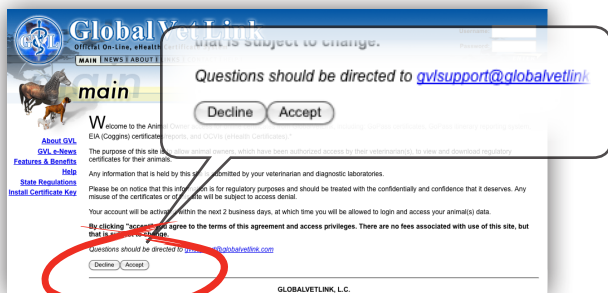 GVL
GlobalVetLink
Official On-Line, eHealth Certificat
MAIN | NEWS | ABOUT
that is subject to change.
Questions should be directed to gvlsupport@globalvetlink
Decline Accept
main
Welcome to the Animal Owner
EIA (Coggins) certificate, reports, and OCVIs (eHealth Certificates).
The purpose of this site is to allow animal owners, which have been authorized access by their veterinarian(s), to view and download regulatory
certificates for their animals.
Any information that is held by this site is submitted by your veterinarian and diagnostic laboratories.
Please be on notice that this information is for regulatory purposes and should be treated with the confidentially and confidence that it deserves. Any
misuse of the certificates or of site will be subject to access denial.
Your account will be activated within the next 2 business days, at which time you will be allowed to login and access your animal(s) data.
By clicking "accept" you agree to the terms of this agreement and access privileges. There are no fees associated with use of this site, but
that is subject to change.
Questions should be directed to gvlsupport@globalvetlink.com
Decline Accept
About GVL
GVL e-News
Features & Benefits
Help
State Regulations
Install Certificate Key
GLOBALVETLINK, L.C.